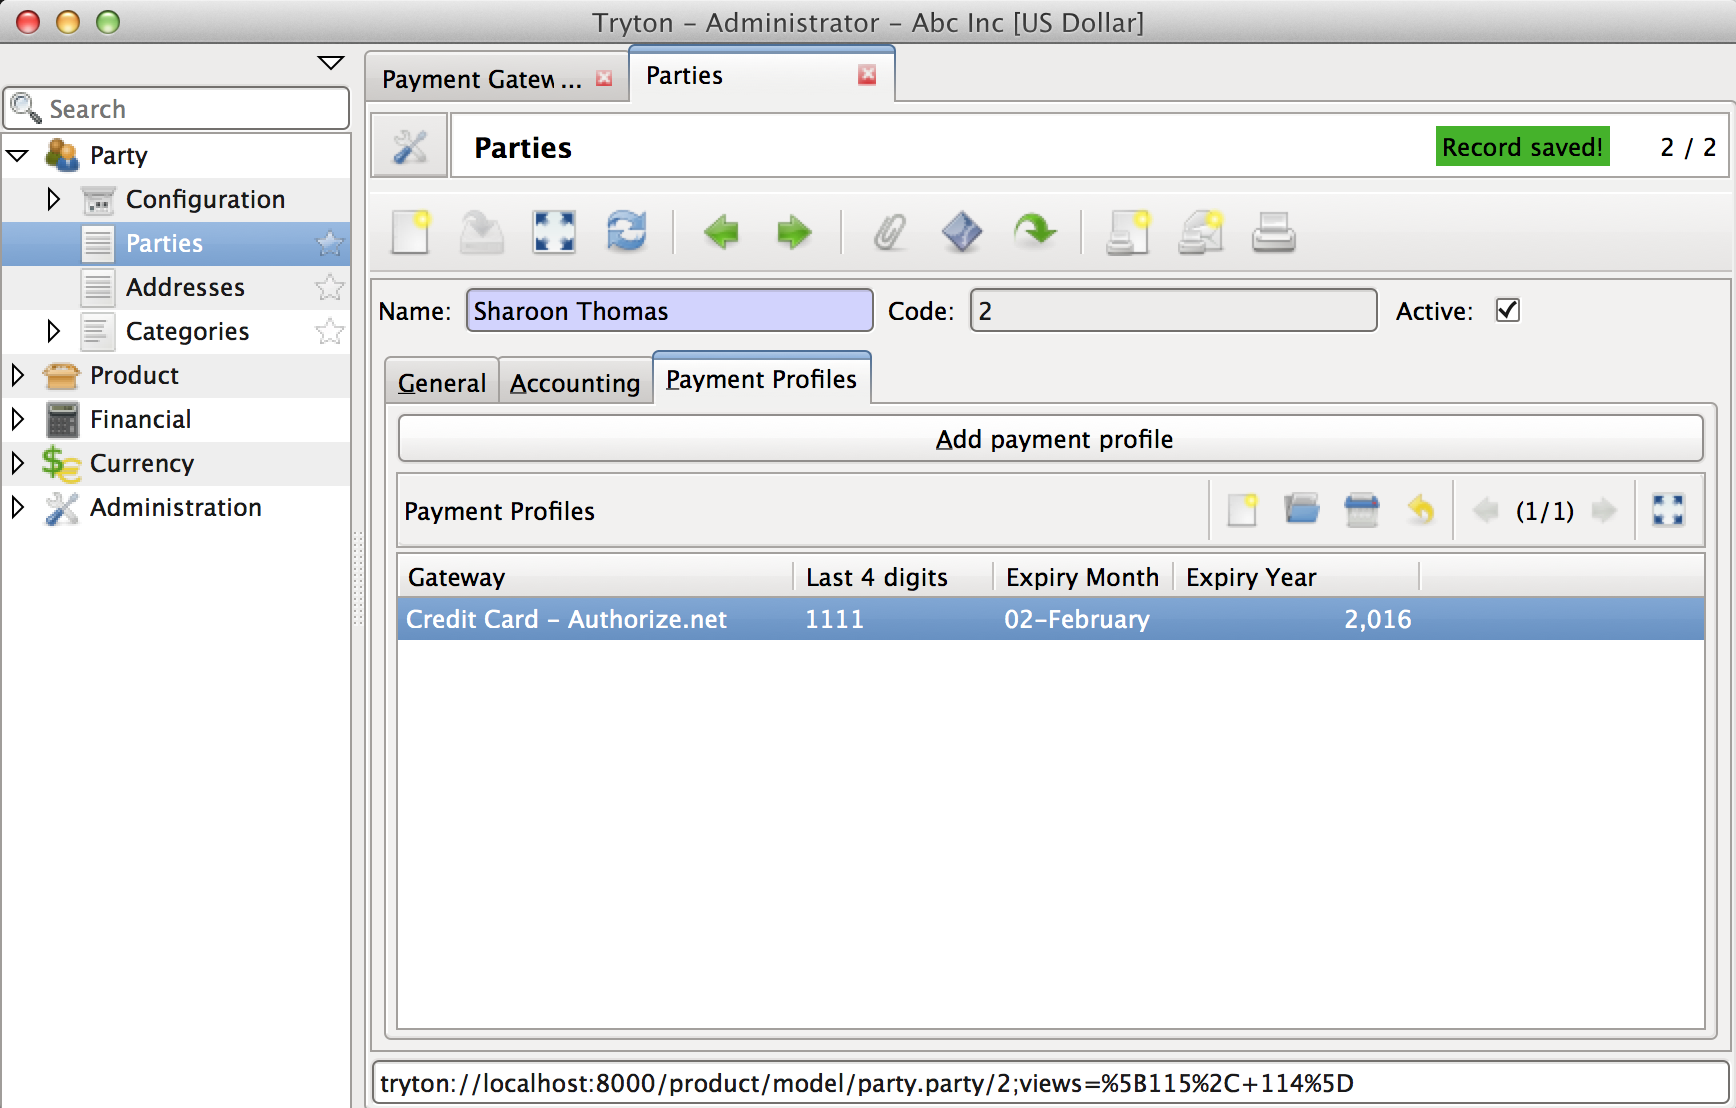 Tryton – Administrator – Abc Inc [US Dollar]
Payment Gatew ...
Parties
Search
Party
Configuration
Parties
Addresses
Categories
Product
Financial
Currency
Administration
Parties
Record saved!
2 / 2
Name: Sharoon Thomas Code: 2 Active:
General Accounting Payment Profiles
Add payment profile
Payment Profiles (1/1)
Gateway Last 4 digits Expiry Month Expiry Year
Credit Card – Authorize.net 1111 02–February 2,016
tryton://localhost:8000/product/model/party.party/2;views=%5B115%2C+114%5D